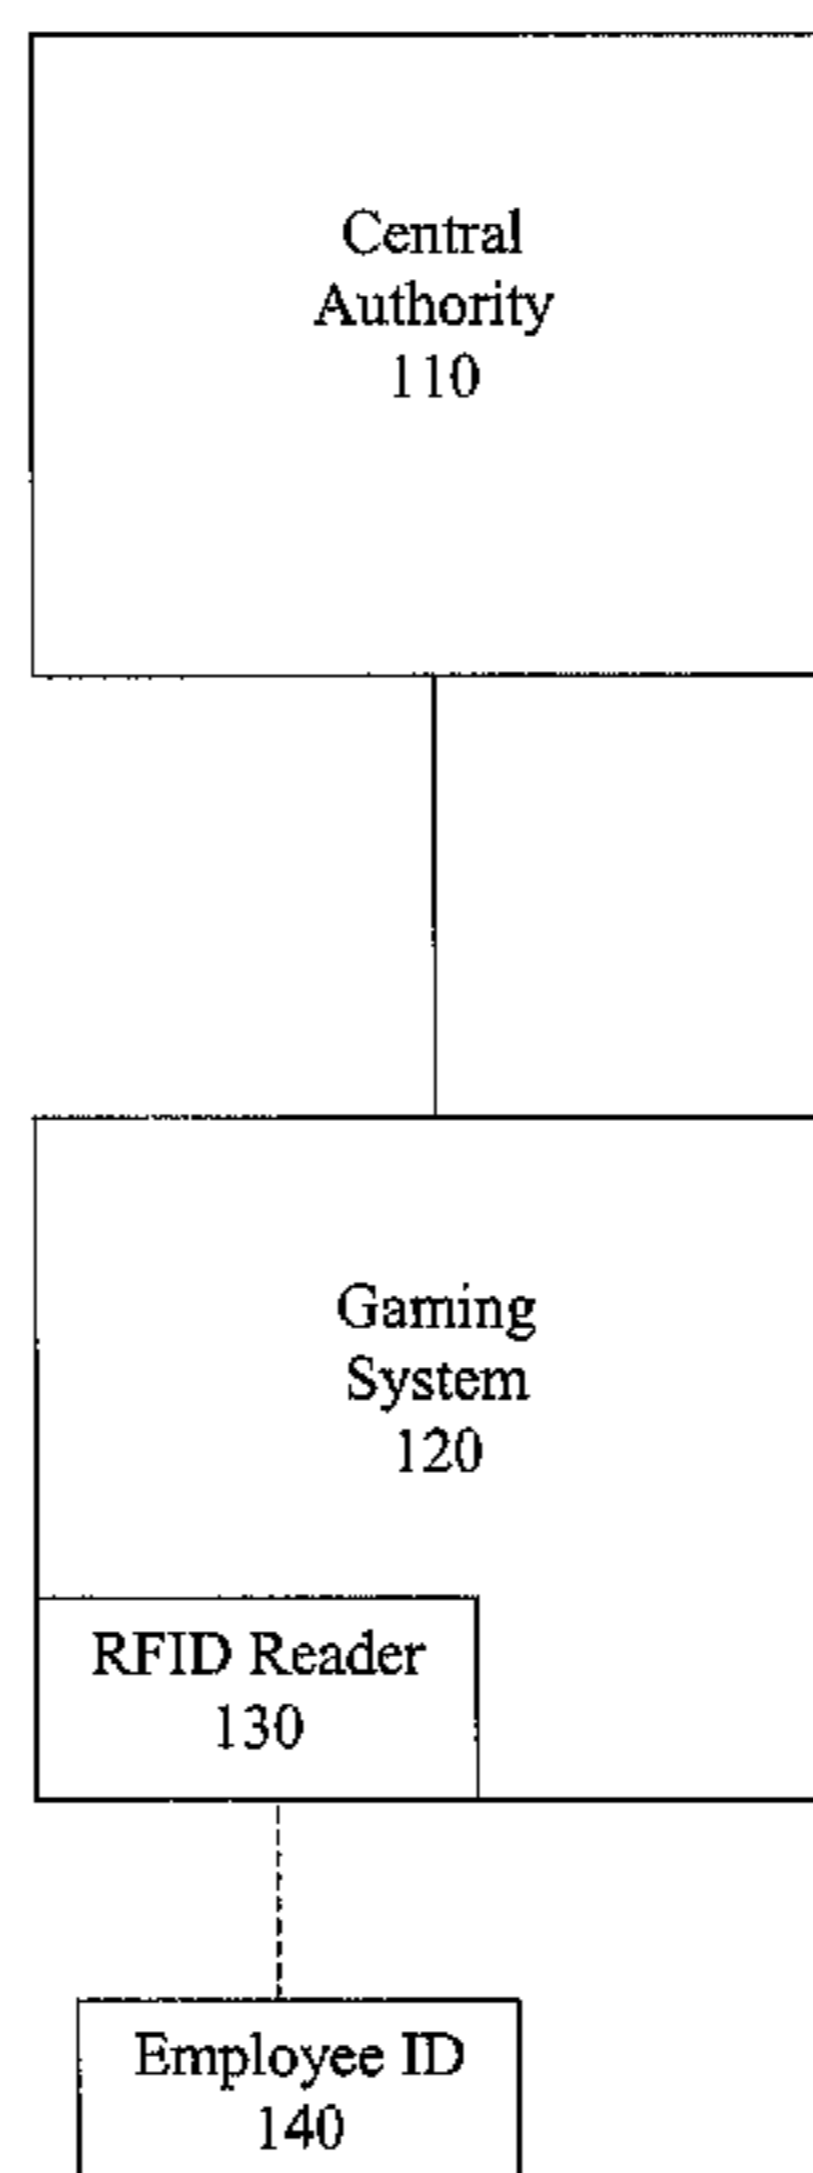 Central
Authority
110
Gaming
System
120
RFID Reader
130
Employee ID
140